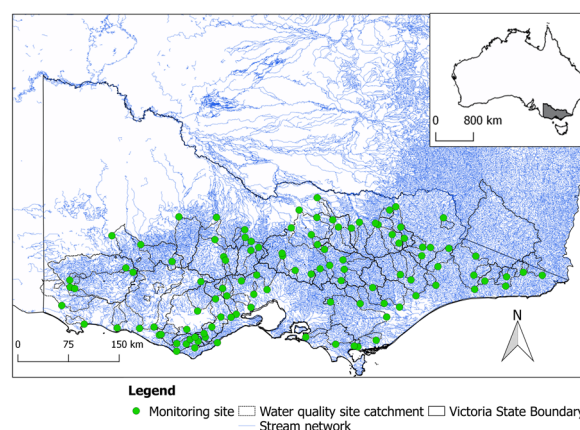 0 800 km
N
0 75 150 km
Legend
Monitoring site Water quality site catchment Victoria State Boundary
Stream network